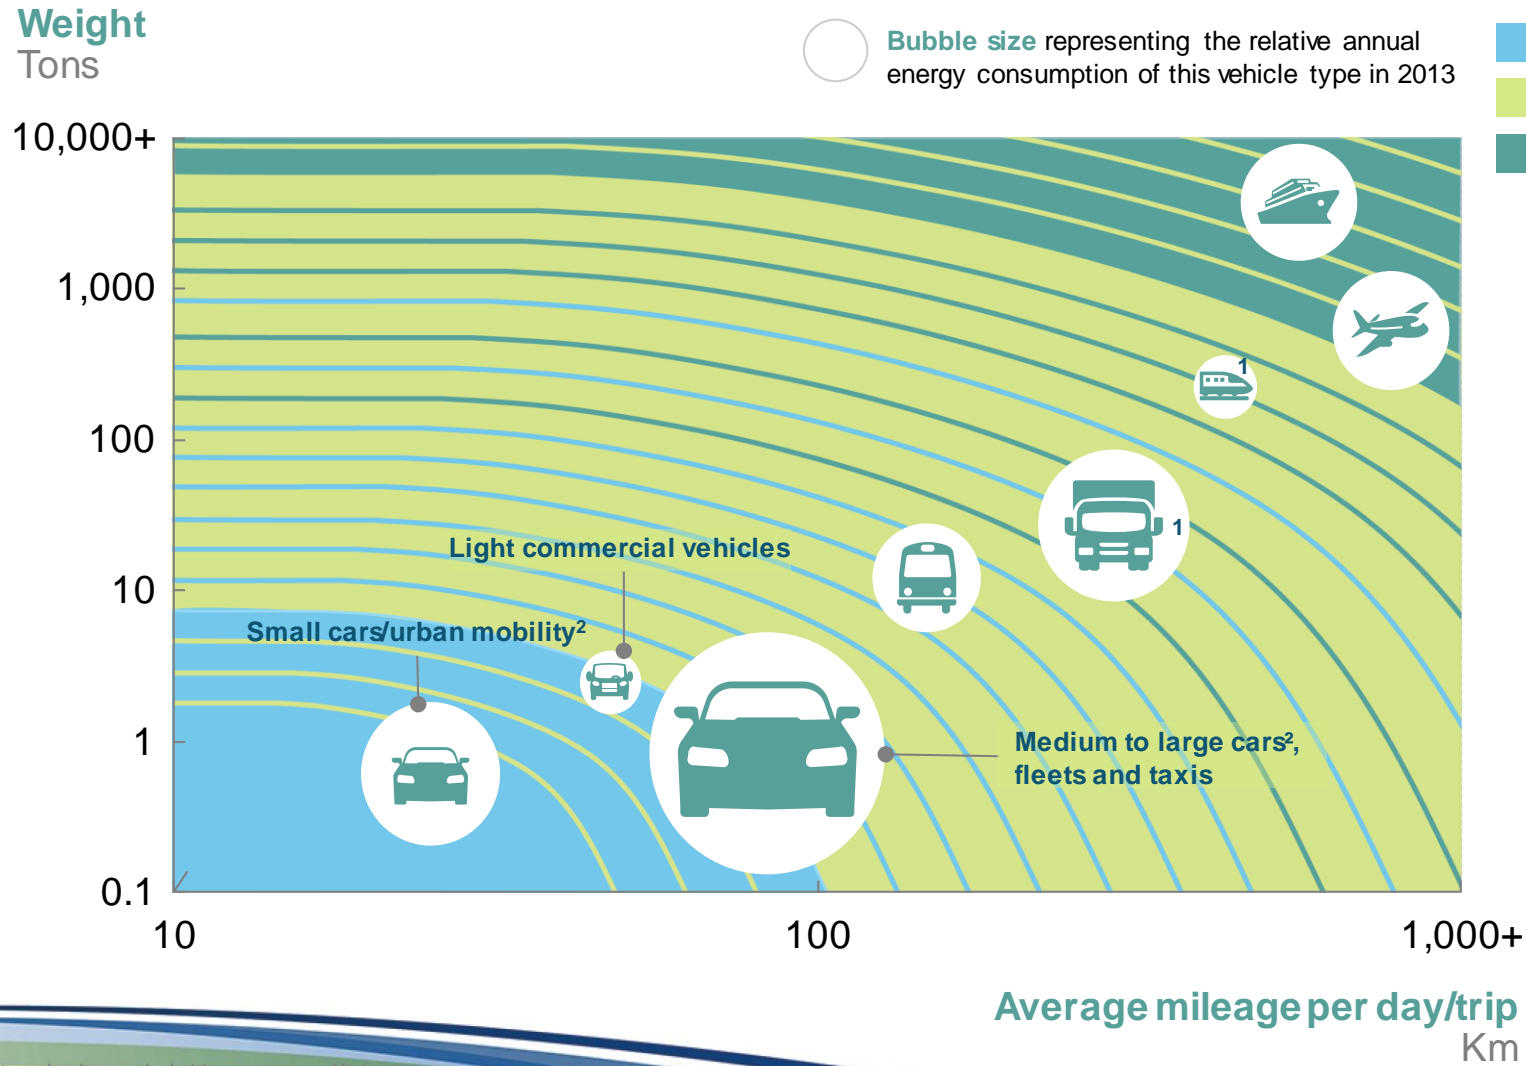 Weight
Tons
Bubble size representing the relative annual
energy consumption of this vehicle type in 2013
10,000+
1,000
1
100
1
Light commercial vehicles
10
Small cars/urban mobility²
1
Medium to large cars²,
fleets and taxis
0.1
10
100
1,000+
Average mileage per day/trip
Km